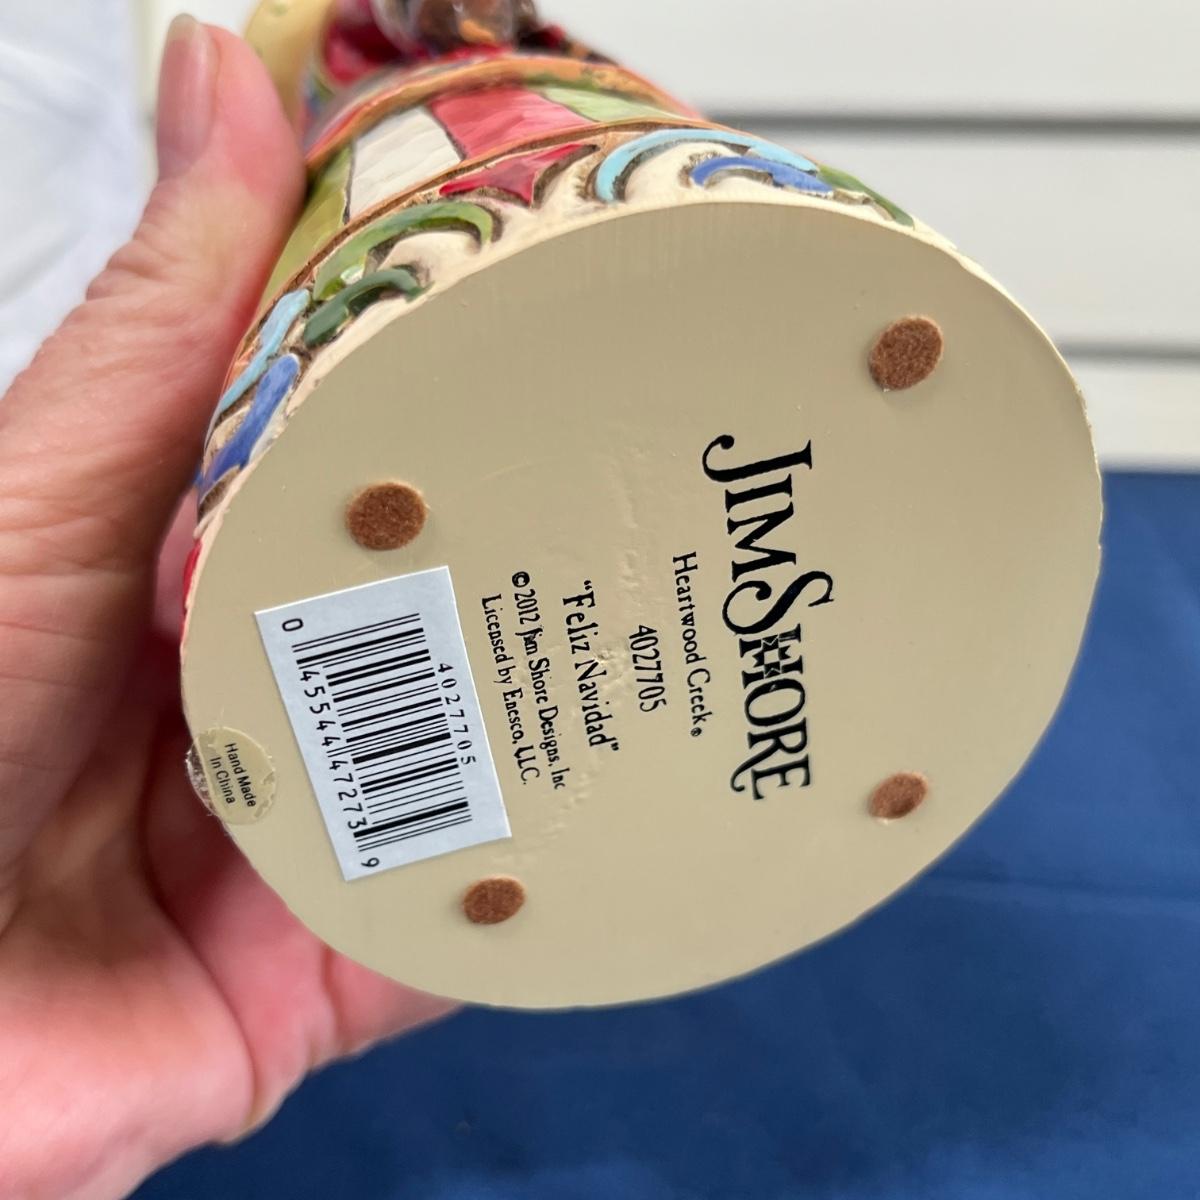 JIM SHORE
Heartwood Creek®
4027705
"Feliz Navidad"
© 2012 Jim Shore Designs, Inc
Licensed by Enesco, LLC.
4027705
0 45544 47273 9
Hand Made
In China